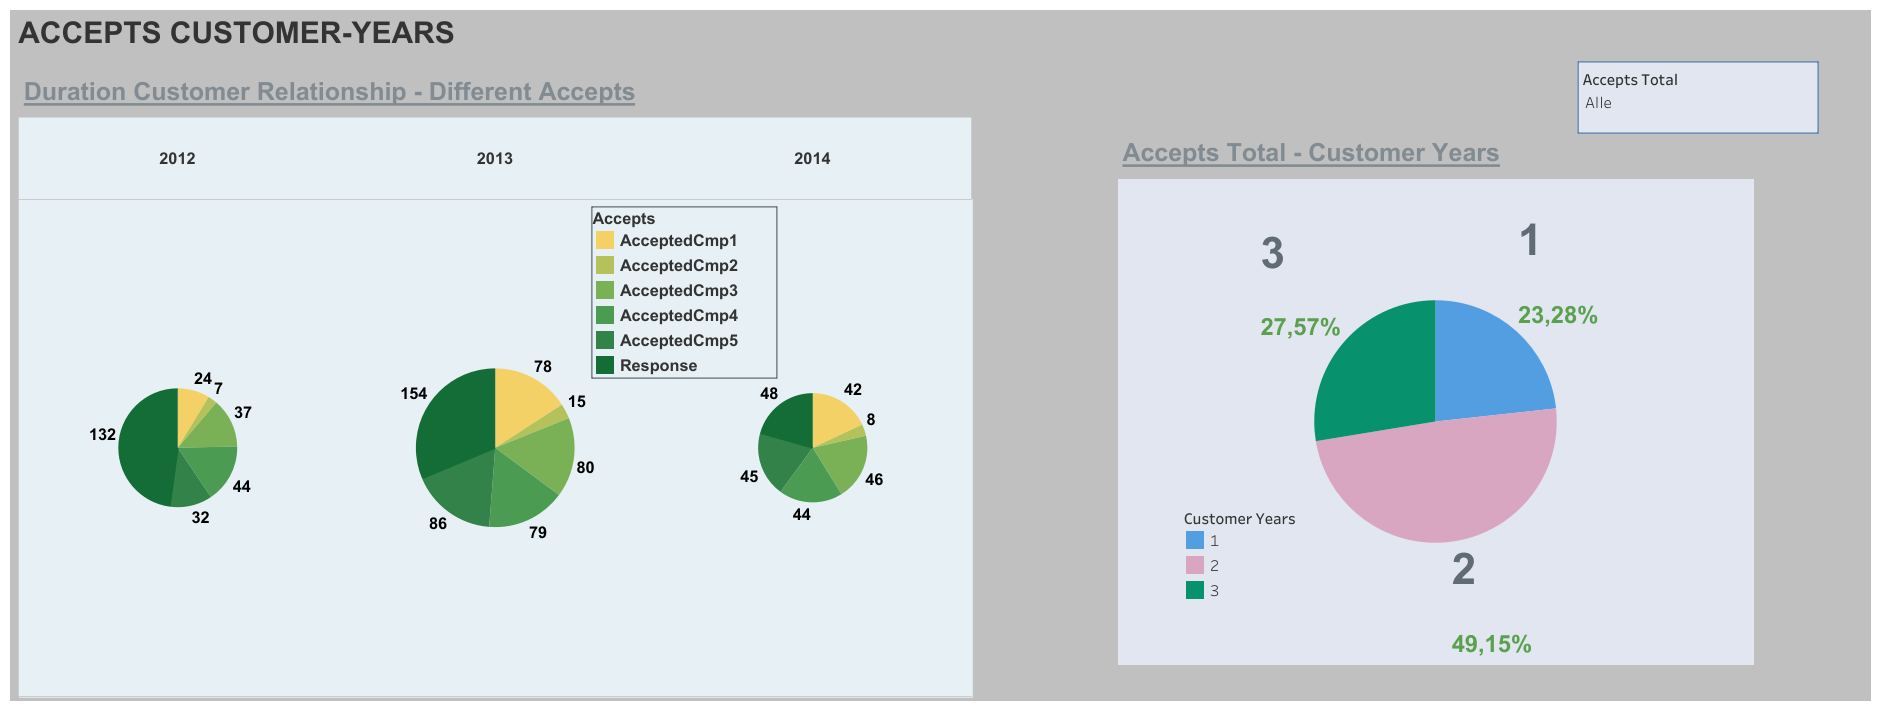 ACCEPTS CUSTOMER-YEARS
Duration Customer Relationship - Different Accepts
2012 2013 2014
Accepts
AcceptedCmp1
AcceptedCmp2
AcceptedCmp3
AcceptedCmp4
AcceptedCmp5
Response
24
7
37
132
44
32
78
154
15
80
86
79
48
42
8
45
46
44
Accepts Total
Alle
Accepts Total - Customer Years
3
1
27,57%
23,28%
Customer Years
1
2
3
2
49,15%